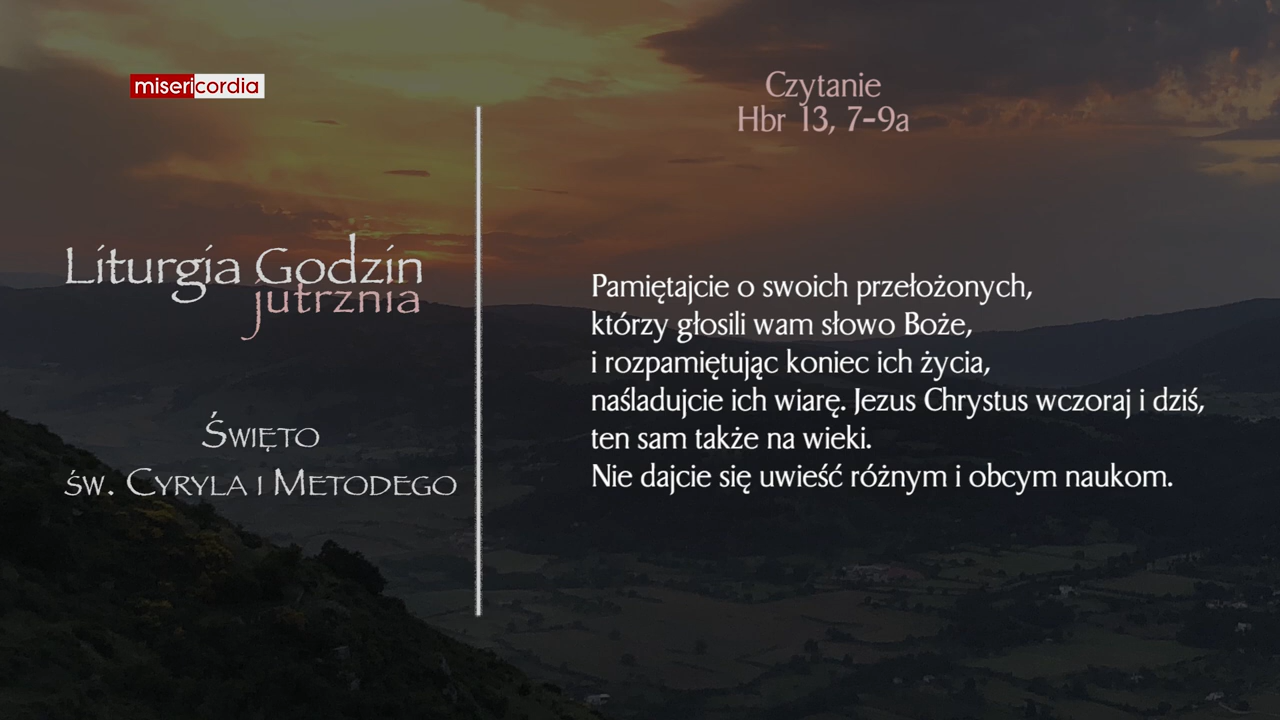 misericordia
Liturgia Godzin
jutrznia
Święto
św. Cyryla i Metodego
Czytanie
Hbr 13, 7-9a
Pamiętajcie o swoich przełożonych,
którzy głosili wam słowo Boże,
i rozpamiętując koniec ich życia,
naśladujcie ich wiarę. Jezus Chrystus wczoraj i dziś,
ten sam także na wieki.
Nie dajcie się uwieść różnym i obcym naukom.